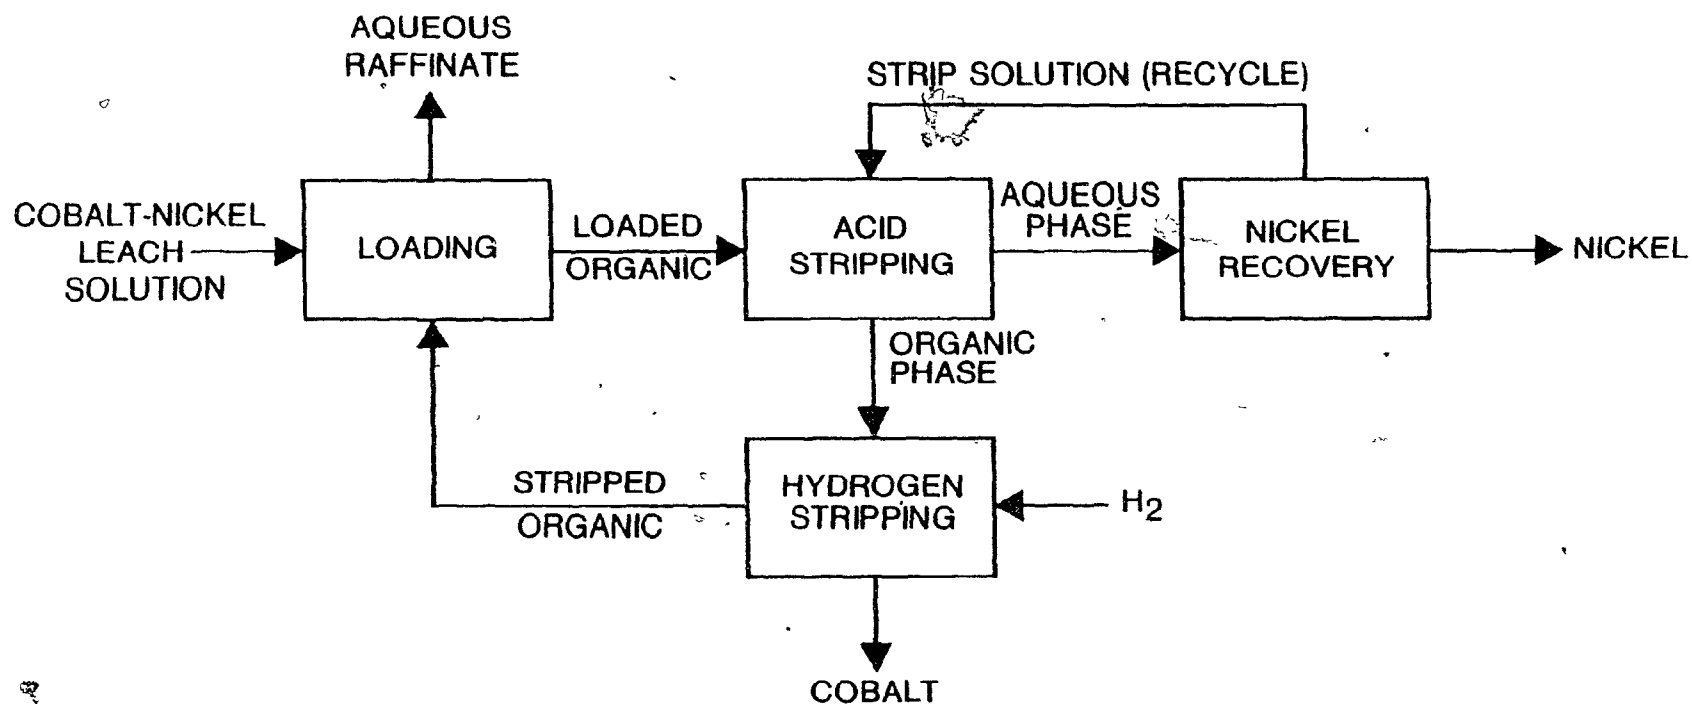 AQUEOUS
RAFFINATE
STRIP SOLUTION (RECYCLE)
COBALT-NICKEL
LEACH
SOLUTION
LOADING
LOADED
ORGANIC
ACID
STRIPPING
AQUEOUS
PHASE
NICKEL
RECOVERY
NICKEL
ORGANIC
PHASE
STRIPPED
ORGANIC
HYDROGEN
STRIPPING
H2
COBALT